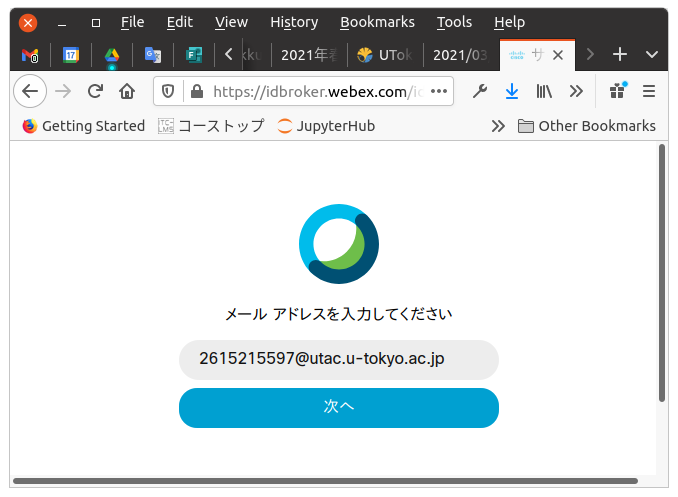 File Edit View History Bookmarks Tools Help
17 2021年 UTok 2021/03 サ
https://idbroker.webex.com/
Getting Started コーストップ JupyterHub Other Bookmarks
メール アドレスを入力してください
2615215597@utac.u-tokyo.ac.jp
次へ